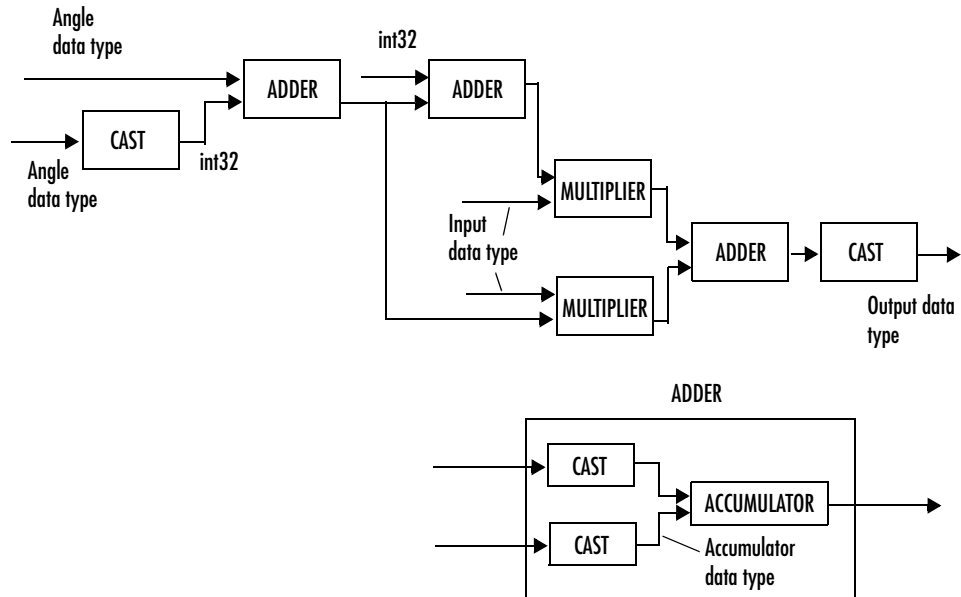 Angle
data type
int32
ADDER
ADDER
CAST
int32
Angle
data type
MULTIPLIER
Input
data type
ADDER
CAST
MULTIPLIER
Output data
type
ADDER
CAST
ACCUMULATOR
CAST
Accumulator
data type